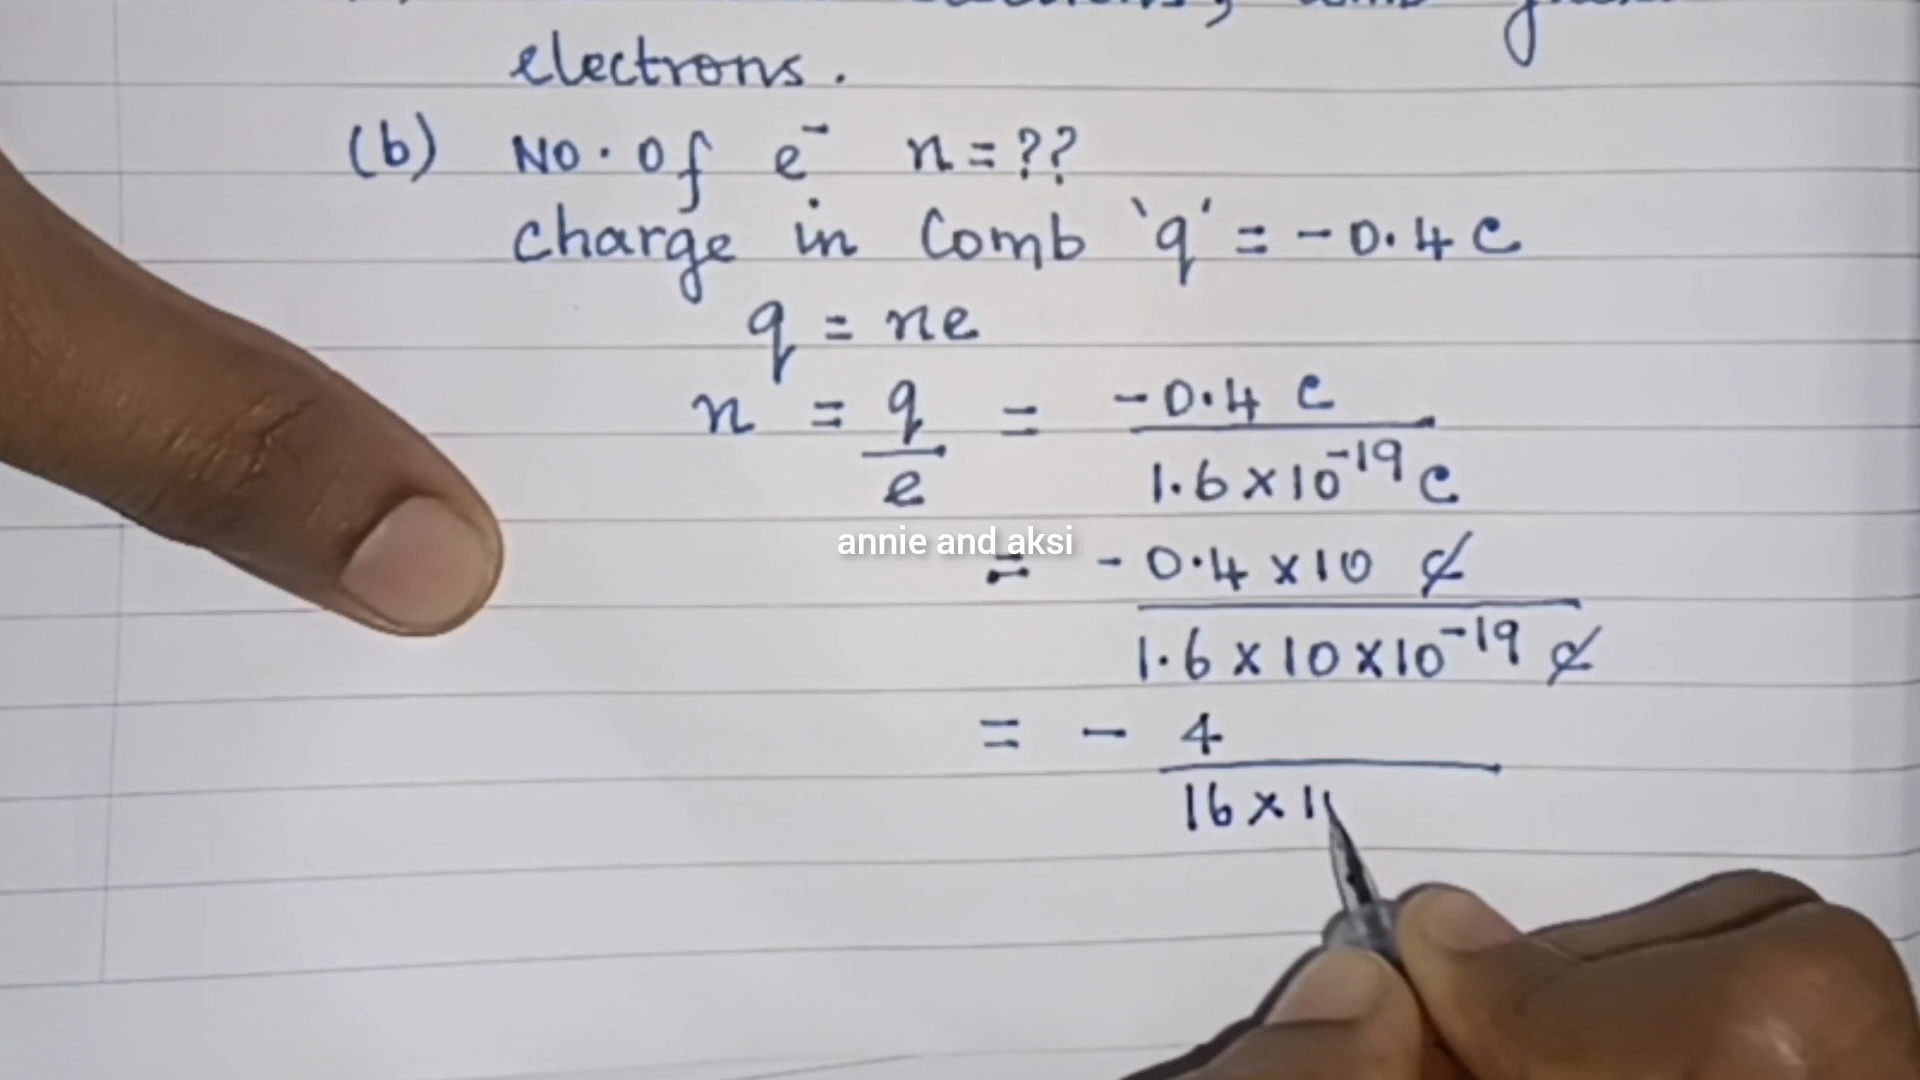 electrons.
(b) No. of e⁻ n = ??
charge in Comb 'q' = -0.4 C
q = ne
n = q/e = -0.4 C / 1.6 × 10⁻¹⁹ C
annie and aksi
= -0.4 × 10 C / 1.6 × 10 × 10⁻¹⁹ C
= - 4 / 16 × 1